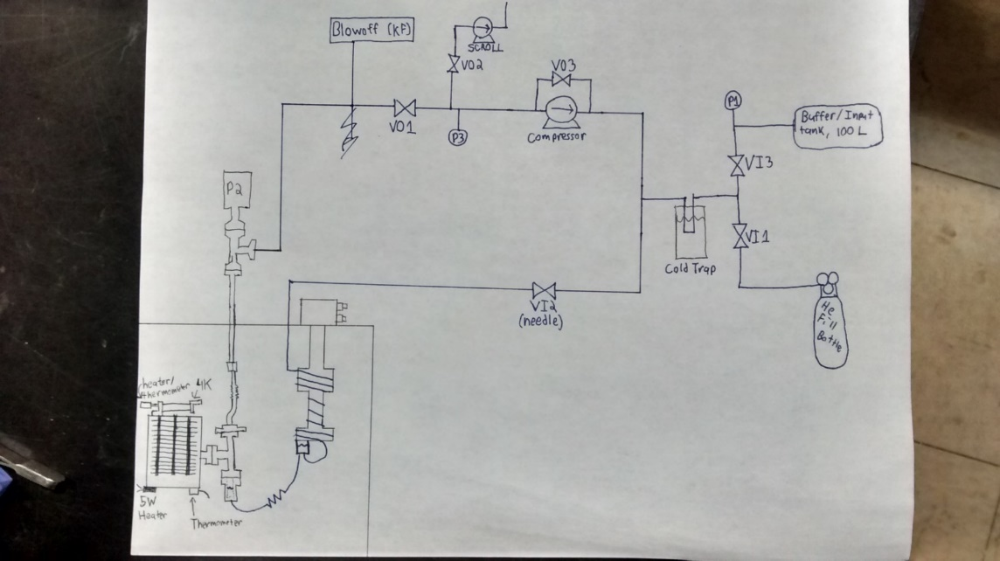 Blowoff (KF)
SCROLL
VO2
VO3
VO1
P3
Compressor
P1
Buffer/Input
tank, 100 L
VI3
P2
VI1
Cold Trap
VI2
(needle)
He
Fill
Bottle
heater/
thermometer 4K
5W
Heater
Thermometer